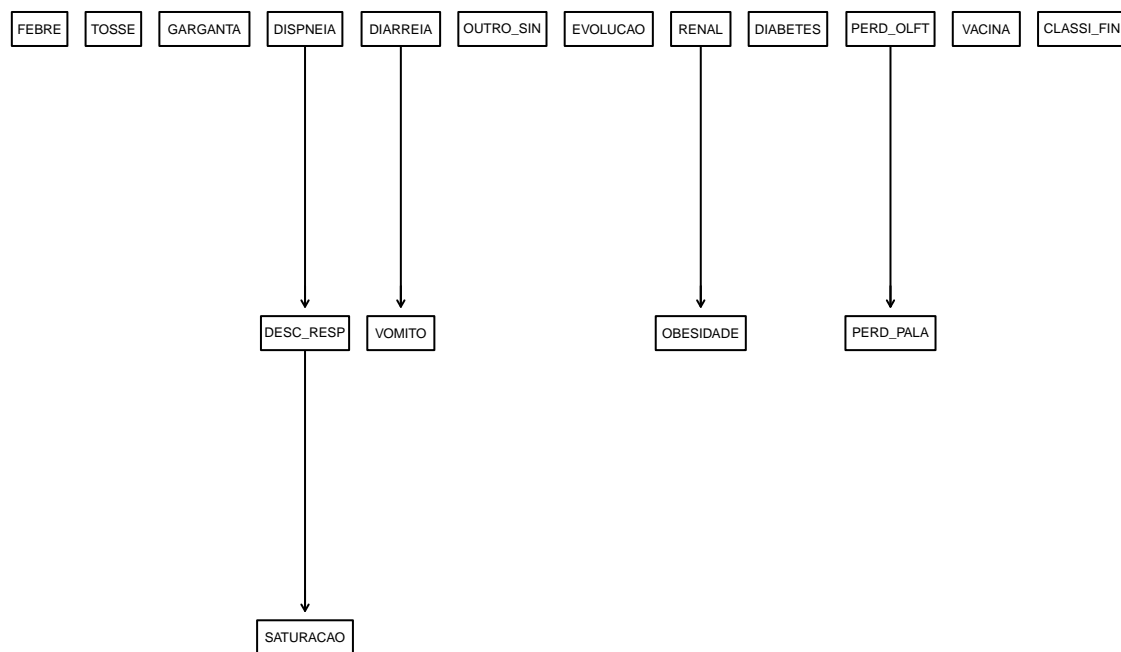 FEBRE TOSSE GARGANTA DISPNEIA DIARREIA OUTRO_SIN EVOLUCAO RENAL DIABETES PERD_OLFT VACINA CLASSI_FIN
DESC_RESP VOMITO OBESIDADE PERD_PALA
SATURACAO